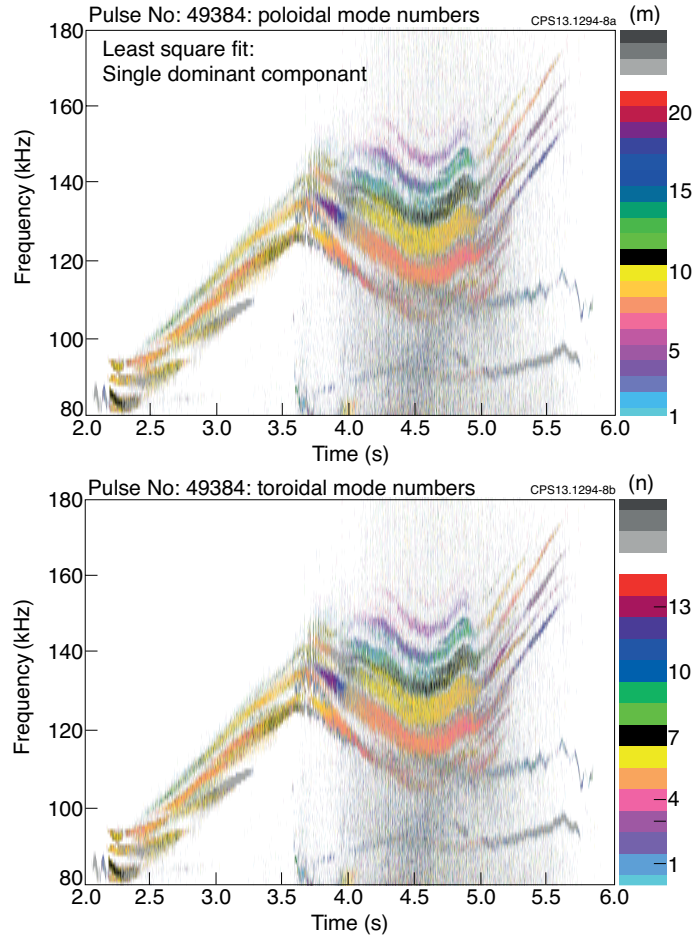 Pulse No: 49384: poloidal mode numbers
CPS13.1294-8a
(m)
Least square fit:
Single dominant componant
180
160
140
120
100
80
Frequency (kHz)
20
15
10
5
1
2.0 2.5 3.0 3.5 4.0 4.5 5.0 5.5 6.0
Time (s)
Pulse No: 49384: toroidal mode numbers
CPS13.1294-8b
(n)
180
160
140
120
100
80
Frequency (kHz)
13
10
7
4
1
2.0 2.5 3.0 3.5 4.0 4.5 5.0 5.5 6.0
Time (s)